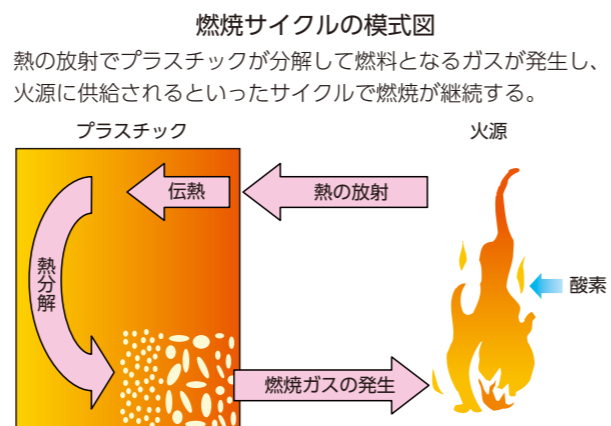 燃焼サイクルの模式図
熱の放射でプラスチックが分解して燃料となるガスが発生し、
火源に供給されるといったサイクルで燃焼が継続する。
プラスチック
火源
伝熱
熱の放射
熱分解
酸素
燃焼ガスの発生